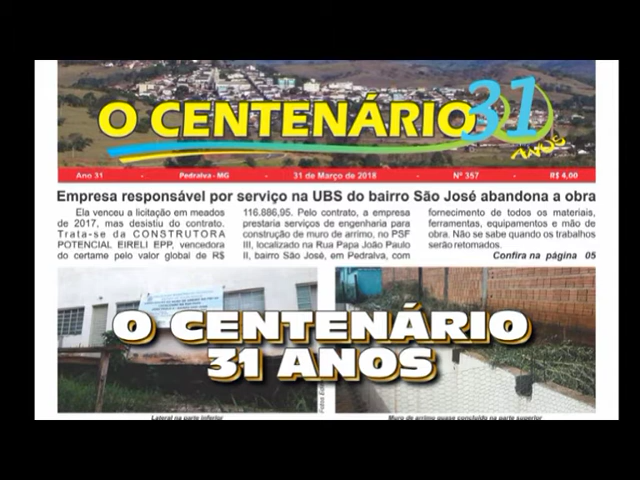 O CENTENÁRIO 31
ANOS
Ano 31 - Pedralva-MG - 31 de Março de 2018 - Nº 357 - R$ 4,00
Empresa responsável por serviço na UBS do bairro São José abandona a obra
Ela venceu a licitação em meados
de 2017, mas desistiu do contrato.
Trata-se da CONSTRUTORA
POTENCIAL EIRELI EPP, vencedora
do certame pelo valor global de R$
116.886,95. Pelo contrato, a empresa
prestaria serviços de engenharia para
construção de muro de arrimo, no PSF
III, localizado na Rua Papa João Paulo
II, bairro São José, em Pedralva, com
fornecimento de todos os materiais,
ferramentas, equipamentos e mão de
obra. Não se sabe quando os trabalhos
serão retomados.
Confira na página 05
O CENTENÁRIO
31 ANOS
Lateral na parte inferior
Muro de arrimo quase concluído na parte superior